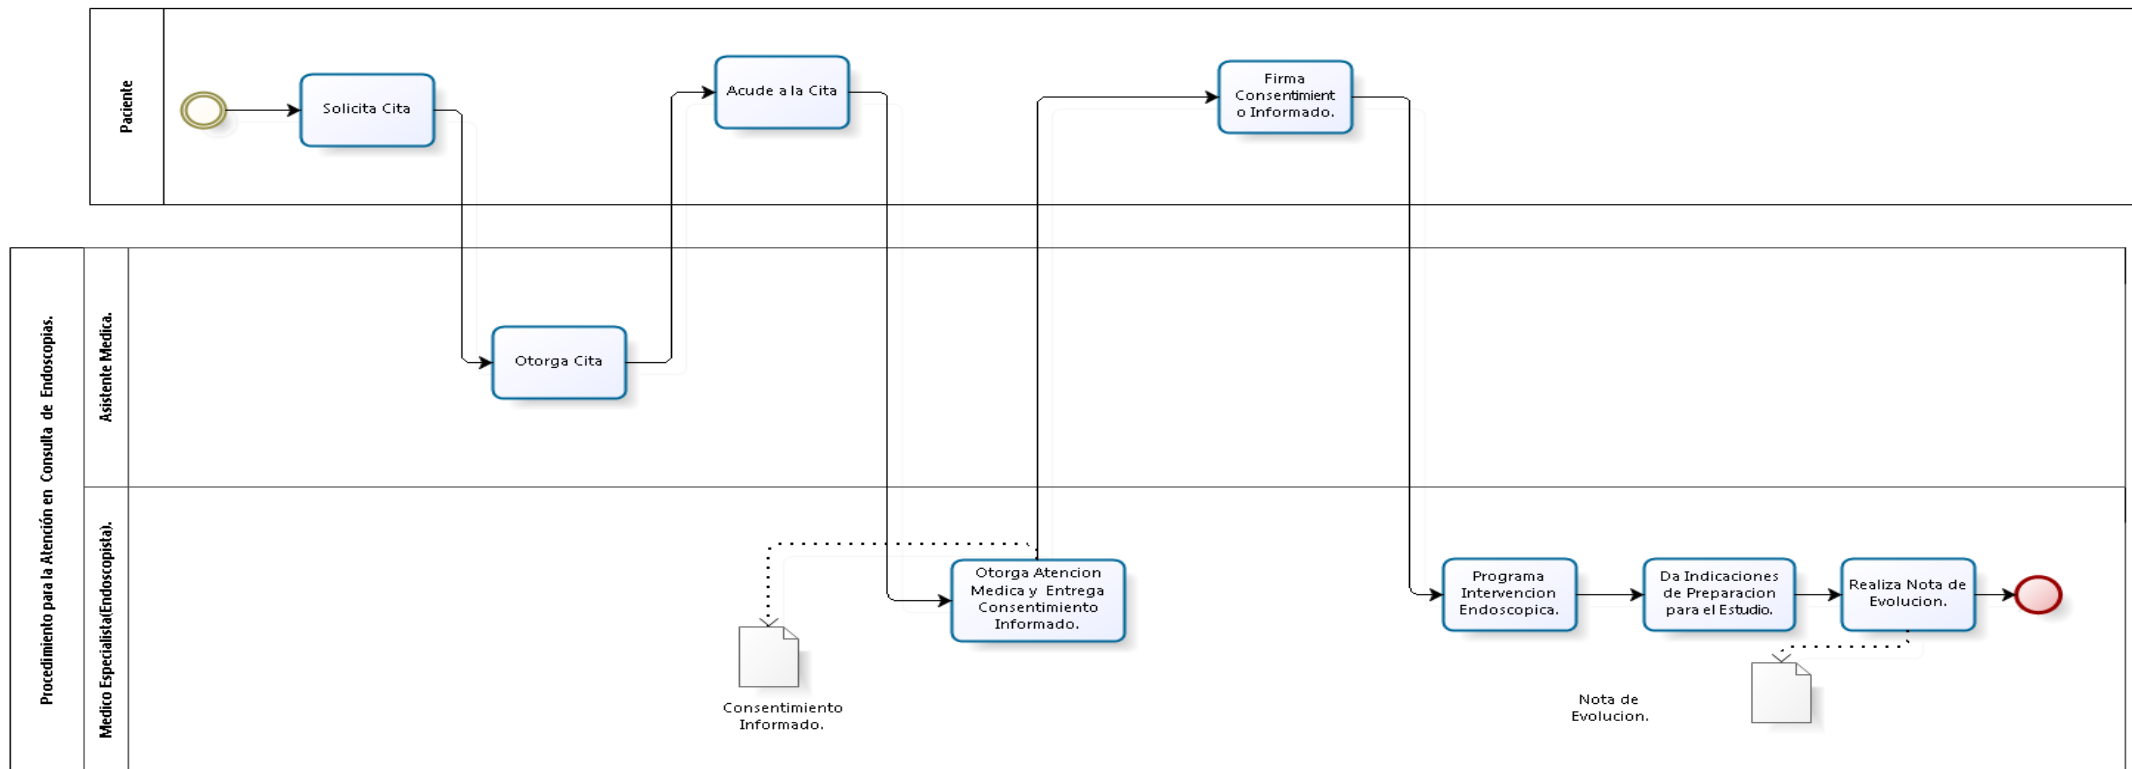 Paciente
Solicita Cita
Acude a la Cita
Firma
Consentimient
o Informado.
Procedimiento para la Atención en Consulta de Endoscopias.
Asistente Medica.
Otorga Cita
Medico Especialista(Endoscopista).
Otorga Atencion
Medica y Entrega
Consentimiento
Informado.
Programa
Intervencion
Endoscopica.
Da Indicaciones
de Preparacion
para el Estudio.
Realiza Nota de
Evolucion.
Consentimiento
Informado.
Nota de
Evolucion.